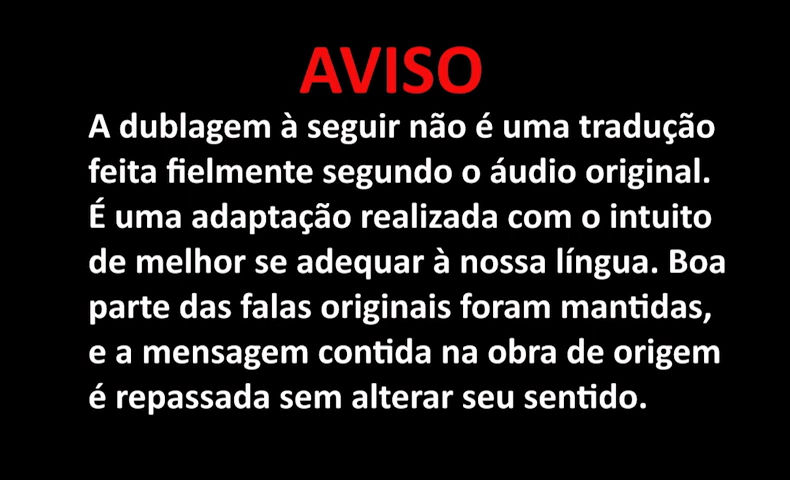 AVISO
A dublagem à seguir não é uma tradução
feita fielmente segundo o áudio original.
É uma adaptação realizada com o intuito
de melhor se adequar à nossa língua. Boa
parte das falas originais foram mantidas,
e a mensagem contida na obra de origem
é repassada sem alterar seu sentido.